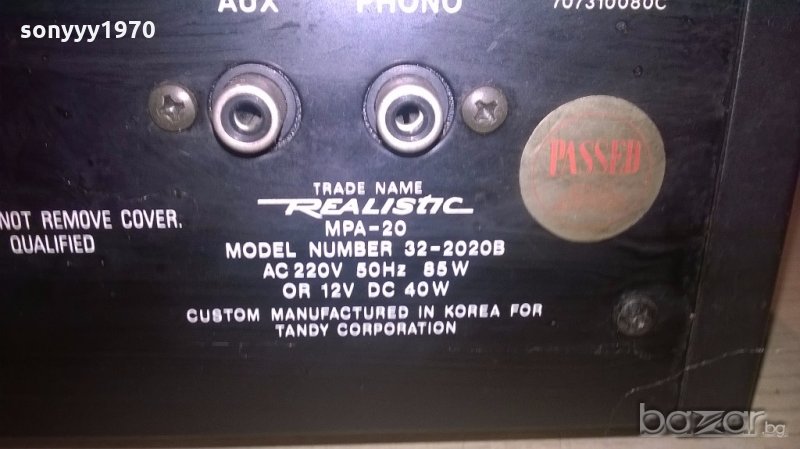 sonyyy1970
AUX PHONO 707310080C
PASSED
TRADE NAME
REALISTIC
NOT REMOVE COVER. MPA-20
QUALIFIED MODEL NUMBER 32-2020B
AC 220V 50Hz 85W
OR 12V DC 40W
CUSTOM MANUFACTURED IN KOREA FOR
TANDY CORPORATION
bazar.bg